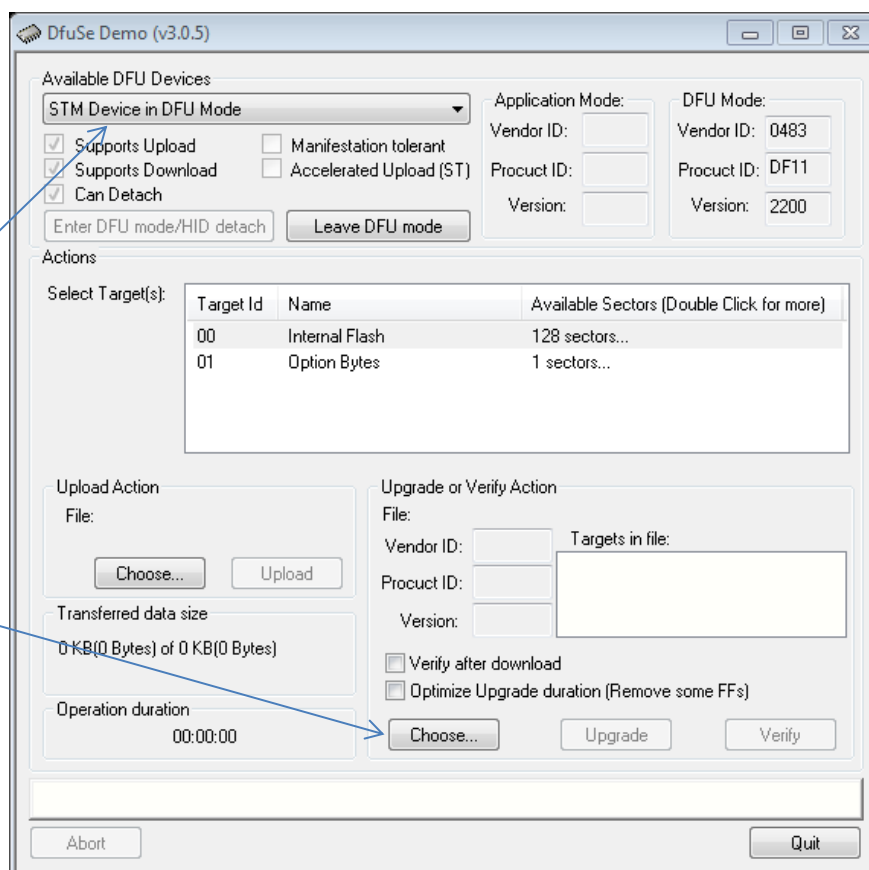 DfuSe Demo (v3.0.5)
Available DFU Devices
STM Device in DFU Mode
Supports Upload
Manifestation tolerant
Supports Download
Accelerated Upload (ST)
Can Detach
Enter DFU mode/HID detach
Leave DFU mode
Application Mode:
Vendor ID:
Procuct ID:
Version:
DFU Mode:
Vendor ID: 0483
Procuct ID: DF11
Version: 2200
Actions
Select Target(s):
Target Id Name Available Sectors (Double Click for more)
00 Internal Flash 128 sectors...
01 Option Bytes 1 sectors...
Upload Action
File:
Choose... Upload
Transferred data size
0 KB(0 Bytes) of 0 KB(0 Bytes)
Operation duration
00:00:00
Upgrade or Verify Action
File:
Vendor ID:
Procuct ID:
Version:
Targets in file:
Verify after download
Optimize Upgrade duration (Remove some FFs)
Choose... Upgrade Verify
Abort Quit